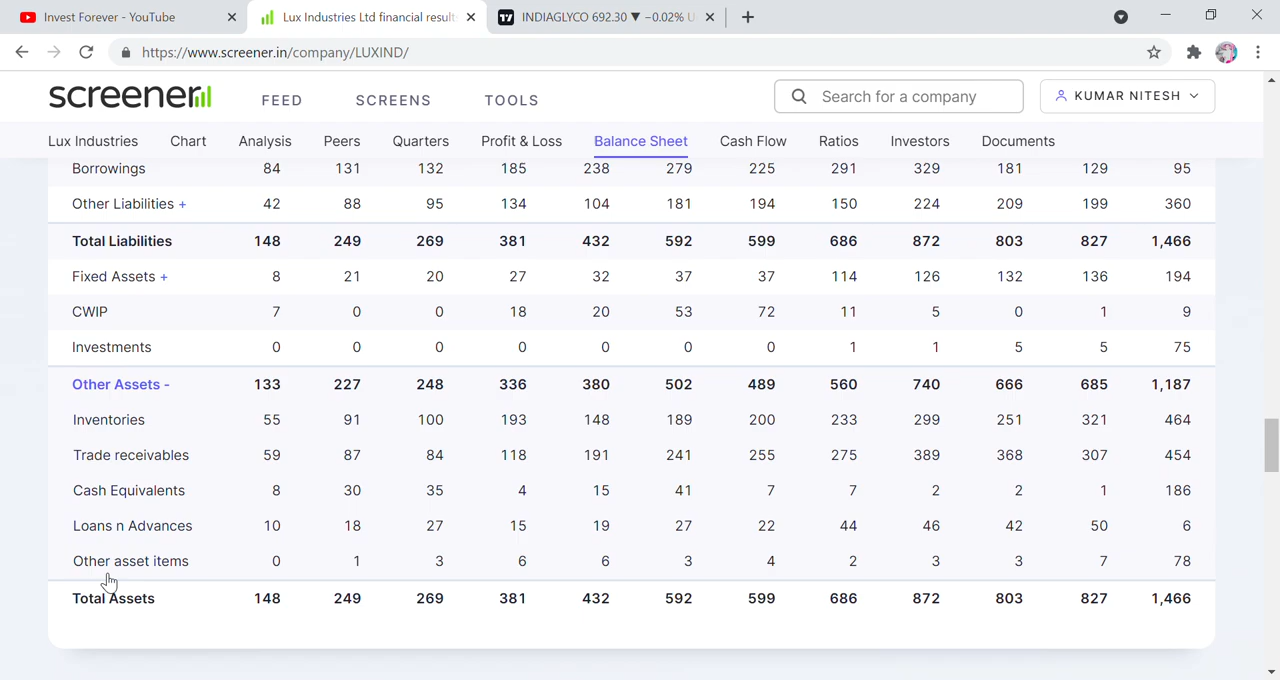 Invest Forever - YouTube
Lux Industries Ltd financial result
INDIAGLYCO 692.30 ▼ −0.02% U
https://www.screener.in/company/LUXIND/
screener
FEED
SCREENS
TOOLS
Search for a company
KUMAR NITESH
Lux Industries Chart Analysis Peers Quarters Profit & Loss Balance Sheet Cash Flow Ratios Investors Documents
Borrowings 84 131 132 185 238 279 225 291 329 181 129 95
Other Liabilities + 42 88 95 134 104 181 194 150 224 209 199 360
Total Liabilities 148 249 269 381 432 592 599 686 872 803 827 1,466
Fixed Assets + 8 21 20 27 32 37 37 114 126 132 136 194
CWIP 7 0 0 18 20 53 72 11 5 0 1 9
Investments 0 0 0 0 0 0 0 1 1 5 5 75
Other Assets - 133 227 248 336 380 502 489 560 740 666 685 1,187
Inventories 55 91 100 193 148 189 200 233 299 251 321 464
Trade receivables 59 87 84 118 191 241 255 275 389 368 307 454
Cash Equivalents 8 30 35 4 15 41 7 7 2 2 1 186
Loans n Advances 10 18 27 15 19 27 22 44 46 42 50 6
Other asset items 0 1 3 6 6 3 4 2 3 3 7 78
Total Assets 148 249 269 381 432 592 599 686 872 803 827 1,466